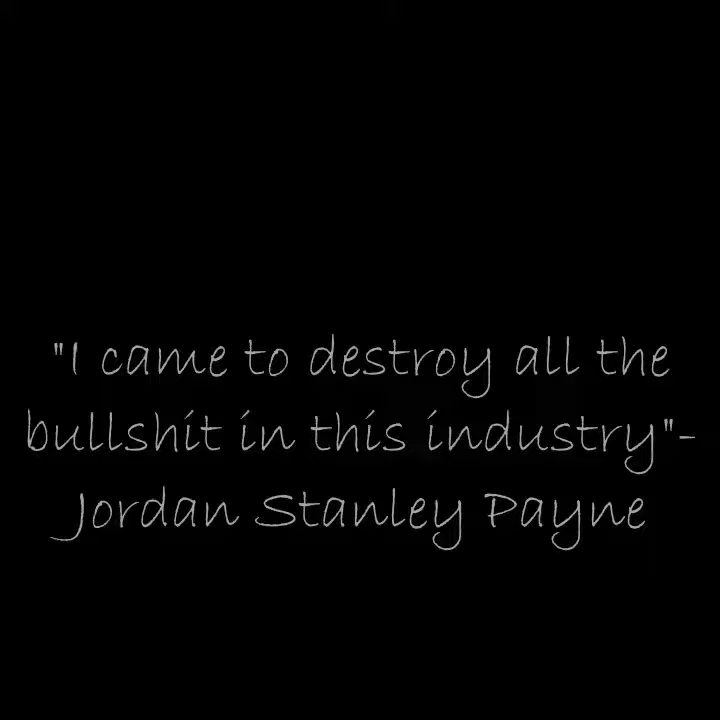 "I came to destroy all the
bullshit in this industry"-
Jordan Stanley Payne